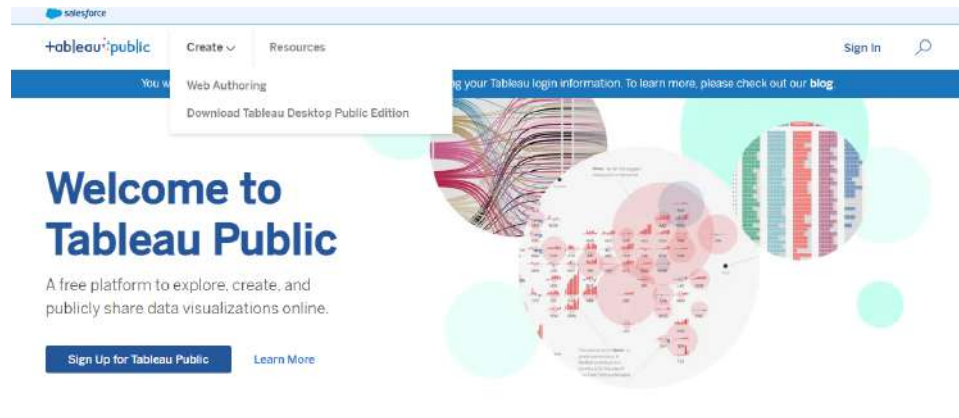 salesforce
+ableau public Create Resources Sign In
You w
Web Authoring
g your Tableau login information. To learn more, please check out our blog.
Download Tableau Desktop Public Edition
Welcome to
Tableau Public
A free platform to explore, create, and
publicly share data visualizations online.
Sign Up for Tableau Public Learn More